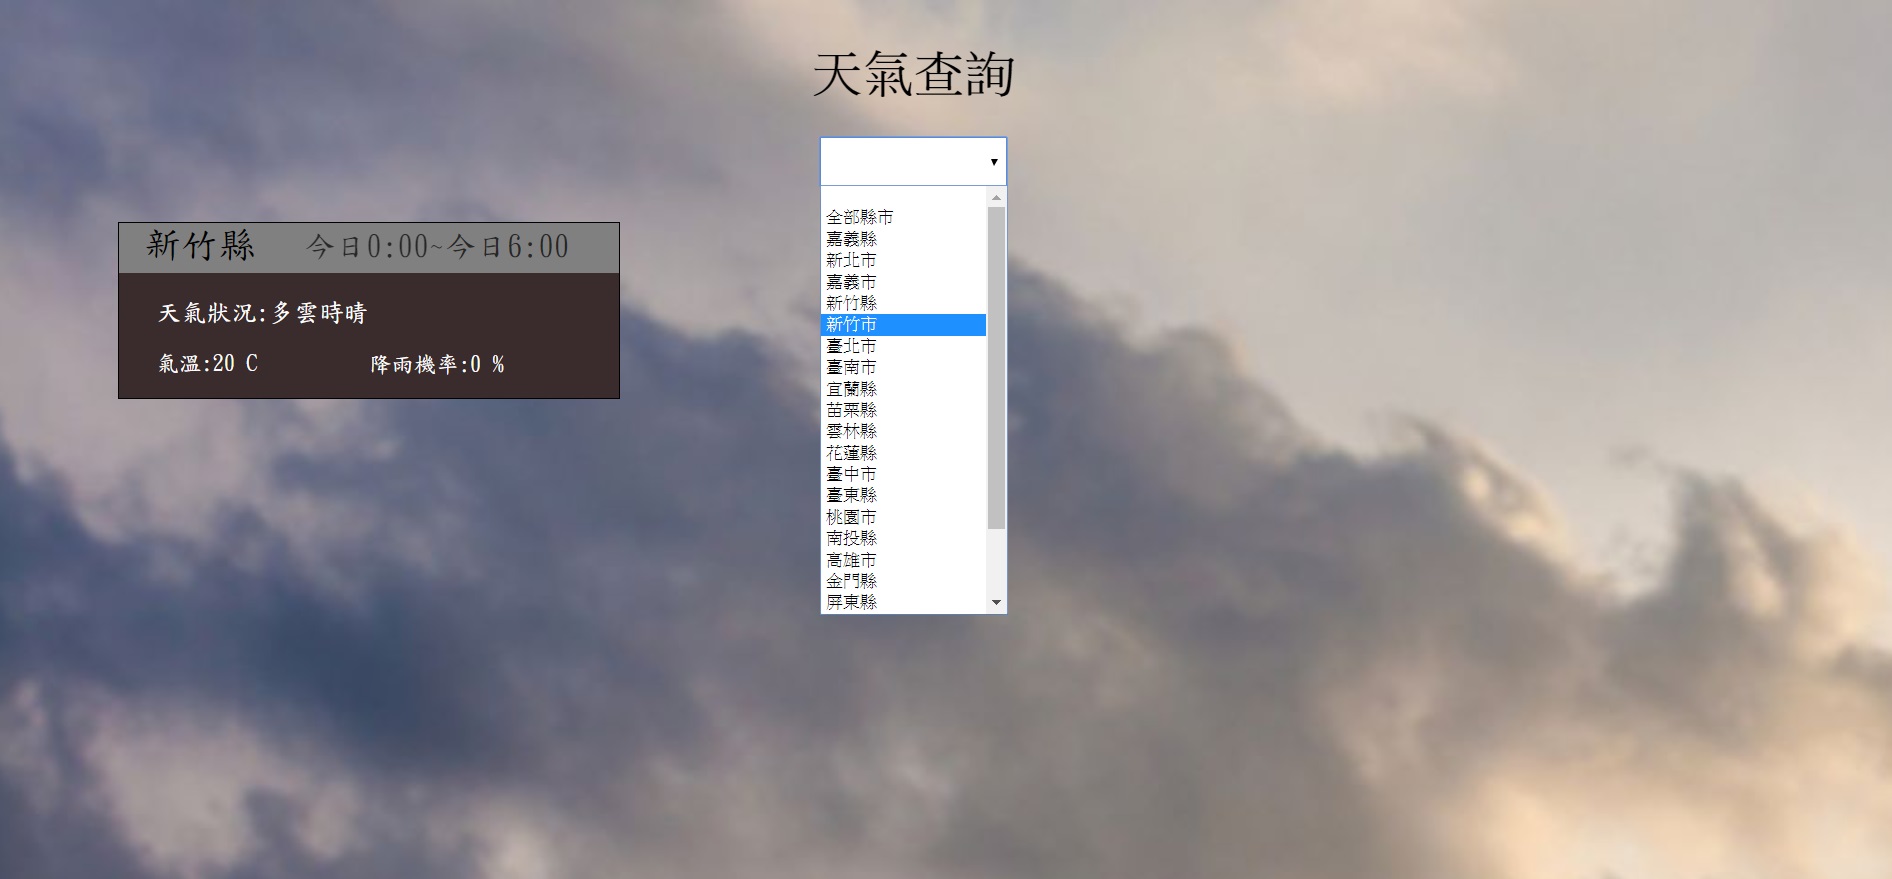 天氣查詢
新竹縣 今日0:00~今日6:00
天氣狀況:多雲時晴
氣溫:20 C 降雨機率:0 %
全部縣市
嘉義縣
新北市
嘉義市
新竹縣
新竹市
臺北市
臺南市
宜蘭縣
苗栗縣
雲林縣
花蓮縣
臺中市
臺東縣
桃園市
南投縣
高雄市
金門縣
屏東縣